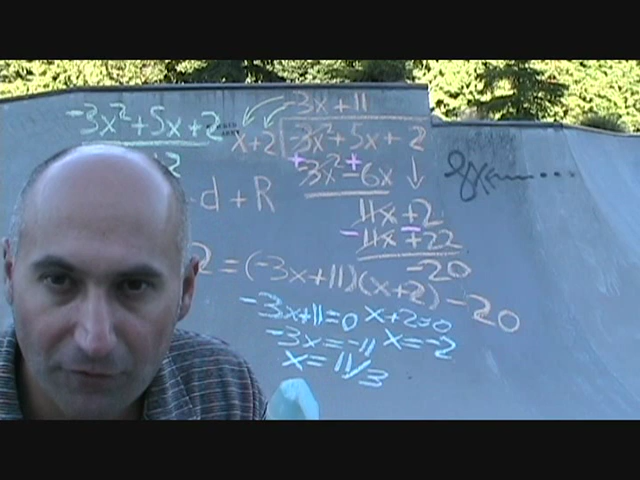 -3x²+5x+2
-3x+11
x+2
-3x²+5x+2
-3x²-6x
11x+2
-11x+22
-20
d+R
2=(-3x+11)(x+2)-20
-3x+11=0 x+2=0
-3x=-11 x=-2
x=11/3